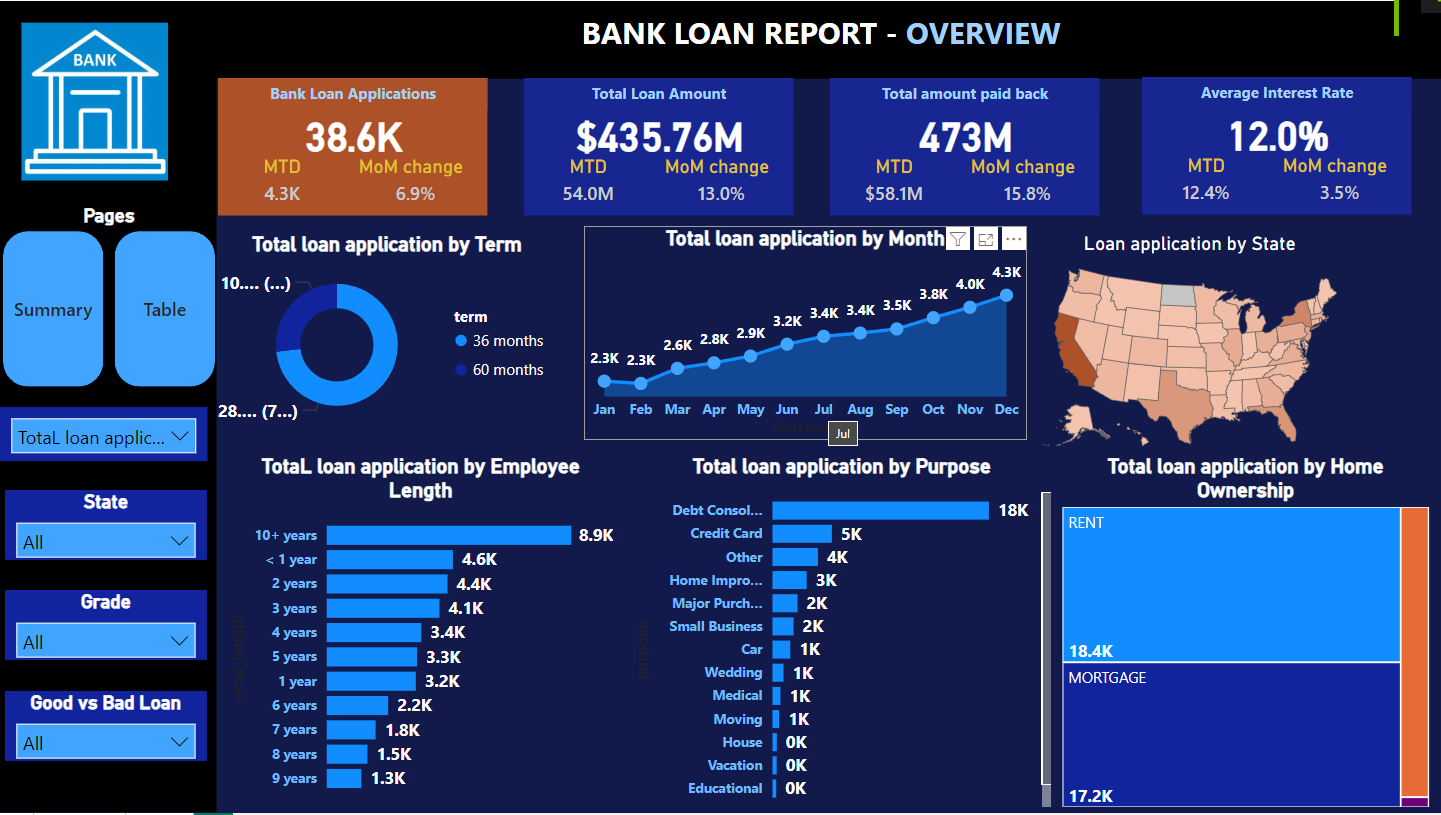 BANK LOAN REPORT - OVERVIEW
BANK
Bank Loan Applications
38.6K
MTD
MoM change
4.3K
6.9%
Total Loan Amount
$435.76M
MTD
MoM change
54.0M
13.0%
Total amount paid back
473M
MTD
MoM change
$58.1M
15.8%
Average Interest Rate
12.0%
MTD
MoM change
12.4%
3.5%
Pages
Summary
Table
TotaL loan applic...
State
All
Grade
All
Good vs Bad Loan
All
Total loan application by Term
10.... (...)
28.... (7...)
term
36 months
60 months
Total loan application by Month
2.3K
2.3K
2.6K
2.8K
2.9K
3.2K
3.4K
3.4K
3.5K
3.8K
4.0K
4.3K
Jan
Feb
Mar
Apr
May
Jun
Jul
Aug
Sep
Oct
Nov
Dec
Jul
Loan application by State
TotaL loan application by Employee
Length
emp_length
10+ years 8.9K
< 1 year 4.6K
2 years 4.4K
3 years 4.1K
4 years 3.4K
5 years 3.3K
1 year 3.2K
6 years 2.2K
7 years 1.8K
8 years 1.5K
9 years 1.3K
Total loan application by Purpose
purpose
Debt Consol... 18K
Credit Card 5K
Other 4K
Home Impro... 3K
Major Purch... 2K
Small Business 2K
Car 1K
Wedding 1K
Medical 1K
Moving 1K
House 0K
Vacation 0K
Educational 0K
Total loan application by Home
Ownership
RENT
18.4K
MORTGAGE
17.2K